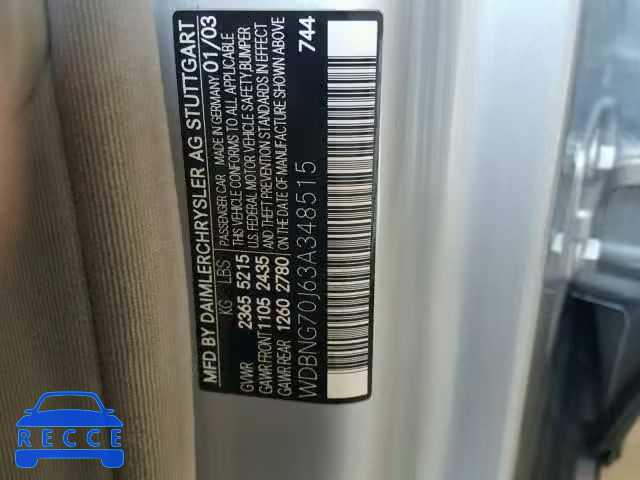 MFD BY DAIMLERCHRYSLER AG STUTTGART
KG LBS PASSENGER CAR MADE IN GERMANY 01/03
GVWR 2365 5215 THIS VEHICLE CONFORMS TO ALL APPLICABLE
U.S. FEDERAL MOTOR VEHICLE SAFETY,BUMPER
GAWR FRONT 1105 2435 AND THEFT PREVENTION STANDARDS IN EFFECT
GAWR REAR 1260 2780 ON THE DATE OF MANUFACTURE SHOWN ABOVE
WDBNG70J63A348515 744
RECCE